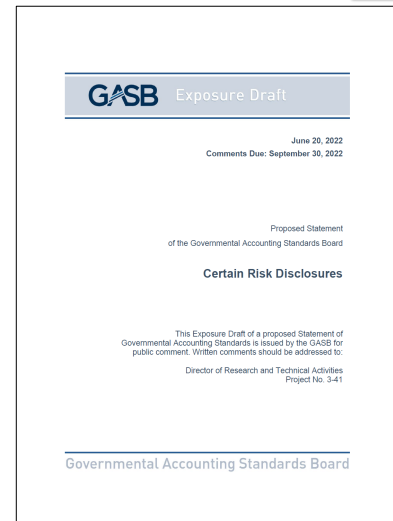 GASB Exposure Draft
June 20, 2022
Comments Due: September 30, 2022
Proposed Statement
of the Governmental Accounting Standards Board
Certain Risk Disclosures
This Exposure Draft of a proposed Statement of
Governmental Accounting Standards is issued by the GASB for
public comment. Written comments should be addressed to:
Director of Research and Technical Activities
Project No. 3-41
Governmental Accounting Standards Board